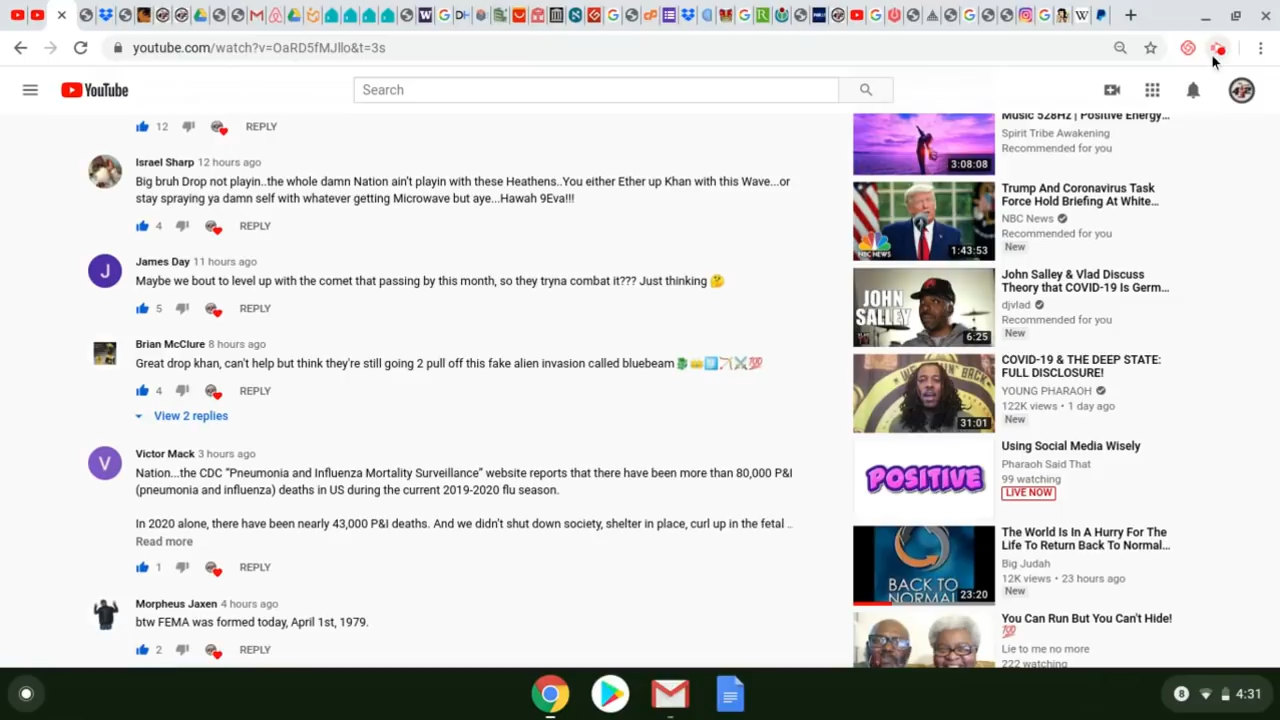 youtube.com/watch?v=OaRD5fMJllo&t=3s
YouTube
Search
12 REPLY
Israel Sharp 12 hours ago
Big bruh Drop not playin..the whole damn Nation ain't playin with these Heathens..You either Ether up Khan with this Wave...or
stay spraying ya damn self with whatever getting Microwave but aye...Hawah 9Eva!!!
4 REPLY
J
James Day 11 hours ago
Maybe we bout to level up with the comet that passing by this month, so they tryna combat it??? Just thinking 🤔
5 REPLY
Brian McClure 8 hours ago
Great drop khan, can't help but think they're still going 2 pull off this fake alien invasion called bluebeam
4 REPLY
View 2 replies
V
Victor Mack 3 hours ago
Nation...the CDC "Pneumonia and Influenza Mortality Surveillance" website reports that there have been more than 80,000 P&I
(pneumonia and influenza) deaths in US during the current 2019-2020 flu season.
In 2020 alone, there have been nearly 43,000 P&I deaths. And we didn't shut down society, shelter in place, curl up in the fetal ..
Read more
1 REPLY
Morpheus Jaxen 4 hours ago
btw FEMA was formed today, April 1st, 1979.
2 REPLY
Music 528Hz | Positive Energy...
Spirit Tribe Awakening
Recommended for you
3:08:08
Trump And Coronavirus Task
Force Hold Briefing At White...
NBC News
Recommended for you
New
NBC NEWS
1:43:53
John Salley & Vlad Discuss
Theory that COVID-19 Is Germ...
djvlad
Recommended for you
New
JOHN
SALLEY
6:25
COVID-19 & THE DEEP STATE:
FULL DISCLOSURE!
YOUNG PHARAOH
122K views • 1 day ago
New
31:01
Using Social Media Wisely
Pharaoh Said That
99 watching
LIVE NOW
POSITIVE
The World Is In A Hurry For The
Life To Return Back To Normal...
Big Judah
12K views • 23 hours ago
New
BACK TO
NORMAL
23:20
You Can Run But You Can't Hide!
💯
Lie to me no more
222 watching
8 4:31